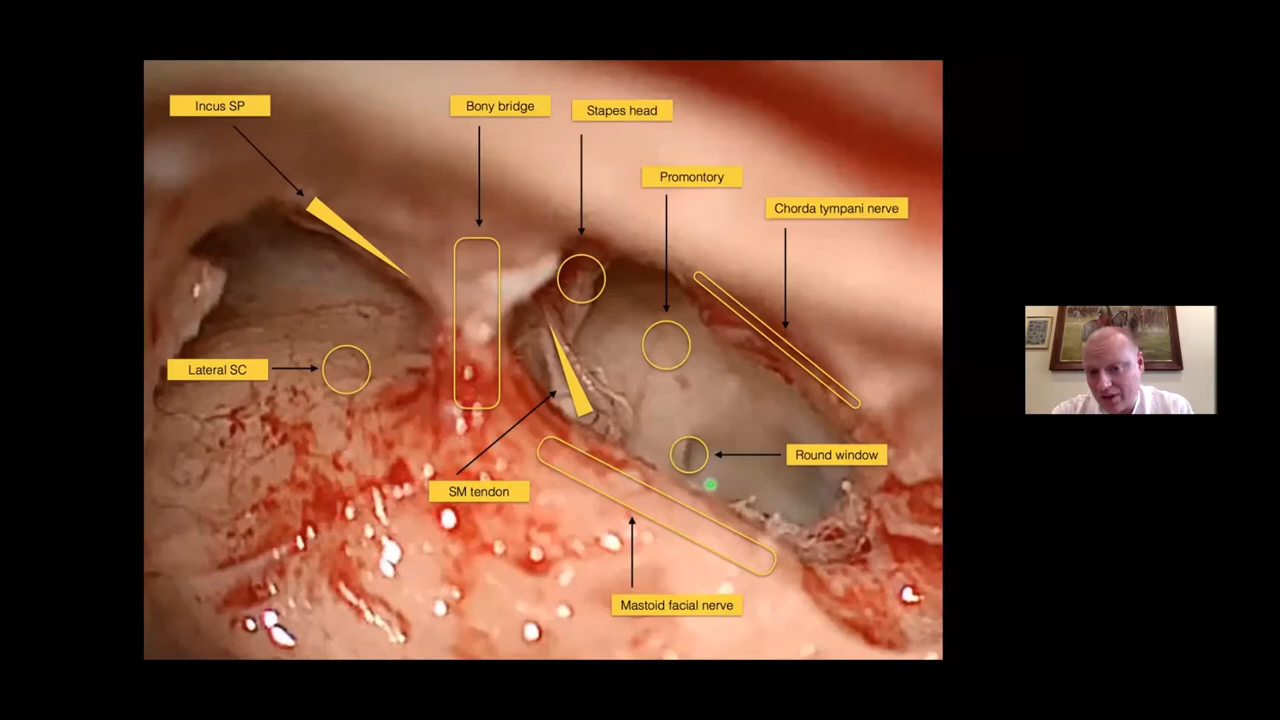 Incus SP
Bony bridge
Stapes head
Promontory
Chorda tympani nerve
Lateral SC
Round window
SM tendon
Mastoid facial nerve